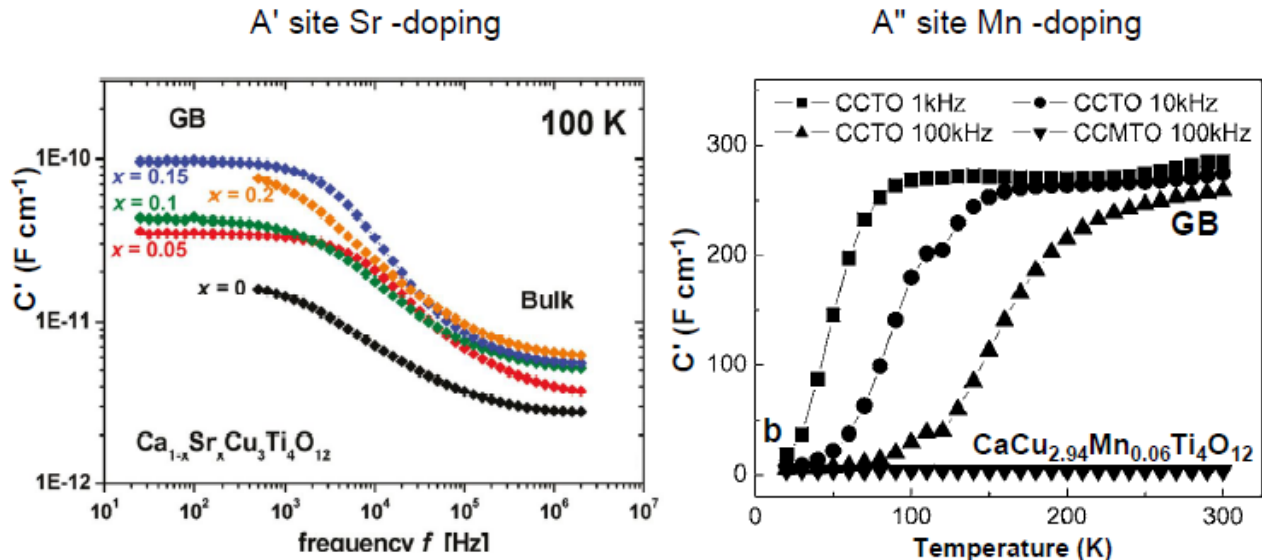 A' site Sr -doping
GB
100 K
1E-10
x = 0.15
x = 0.2
x = 0.1
x = 0.05
x = 0
Bulk
1E-11
C' (F cm⁻¹)
Ca₁₋ₓSrₓCu₃Ti₄O₁₂
1E-12
10¹ 10² 10³ 10⁴ 10⁵ 10⁶ 10⁷
frequency f [Hz]
A" site Mn -doping
CCTO 1kHz CCTO 10kHz
CCTO 100kHz CCMTO 100kHz
300
GB
200
C' (F cm⁻¹)
100
b
CaCu₂.₉₄Mn₀.₀₆Ti₄O₁₂
0
0 100 200 300
Temperature (K)